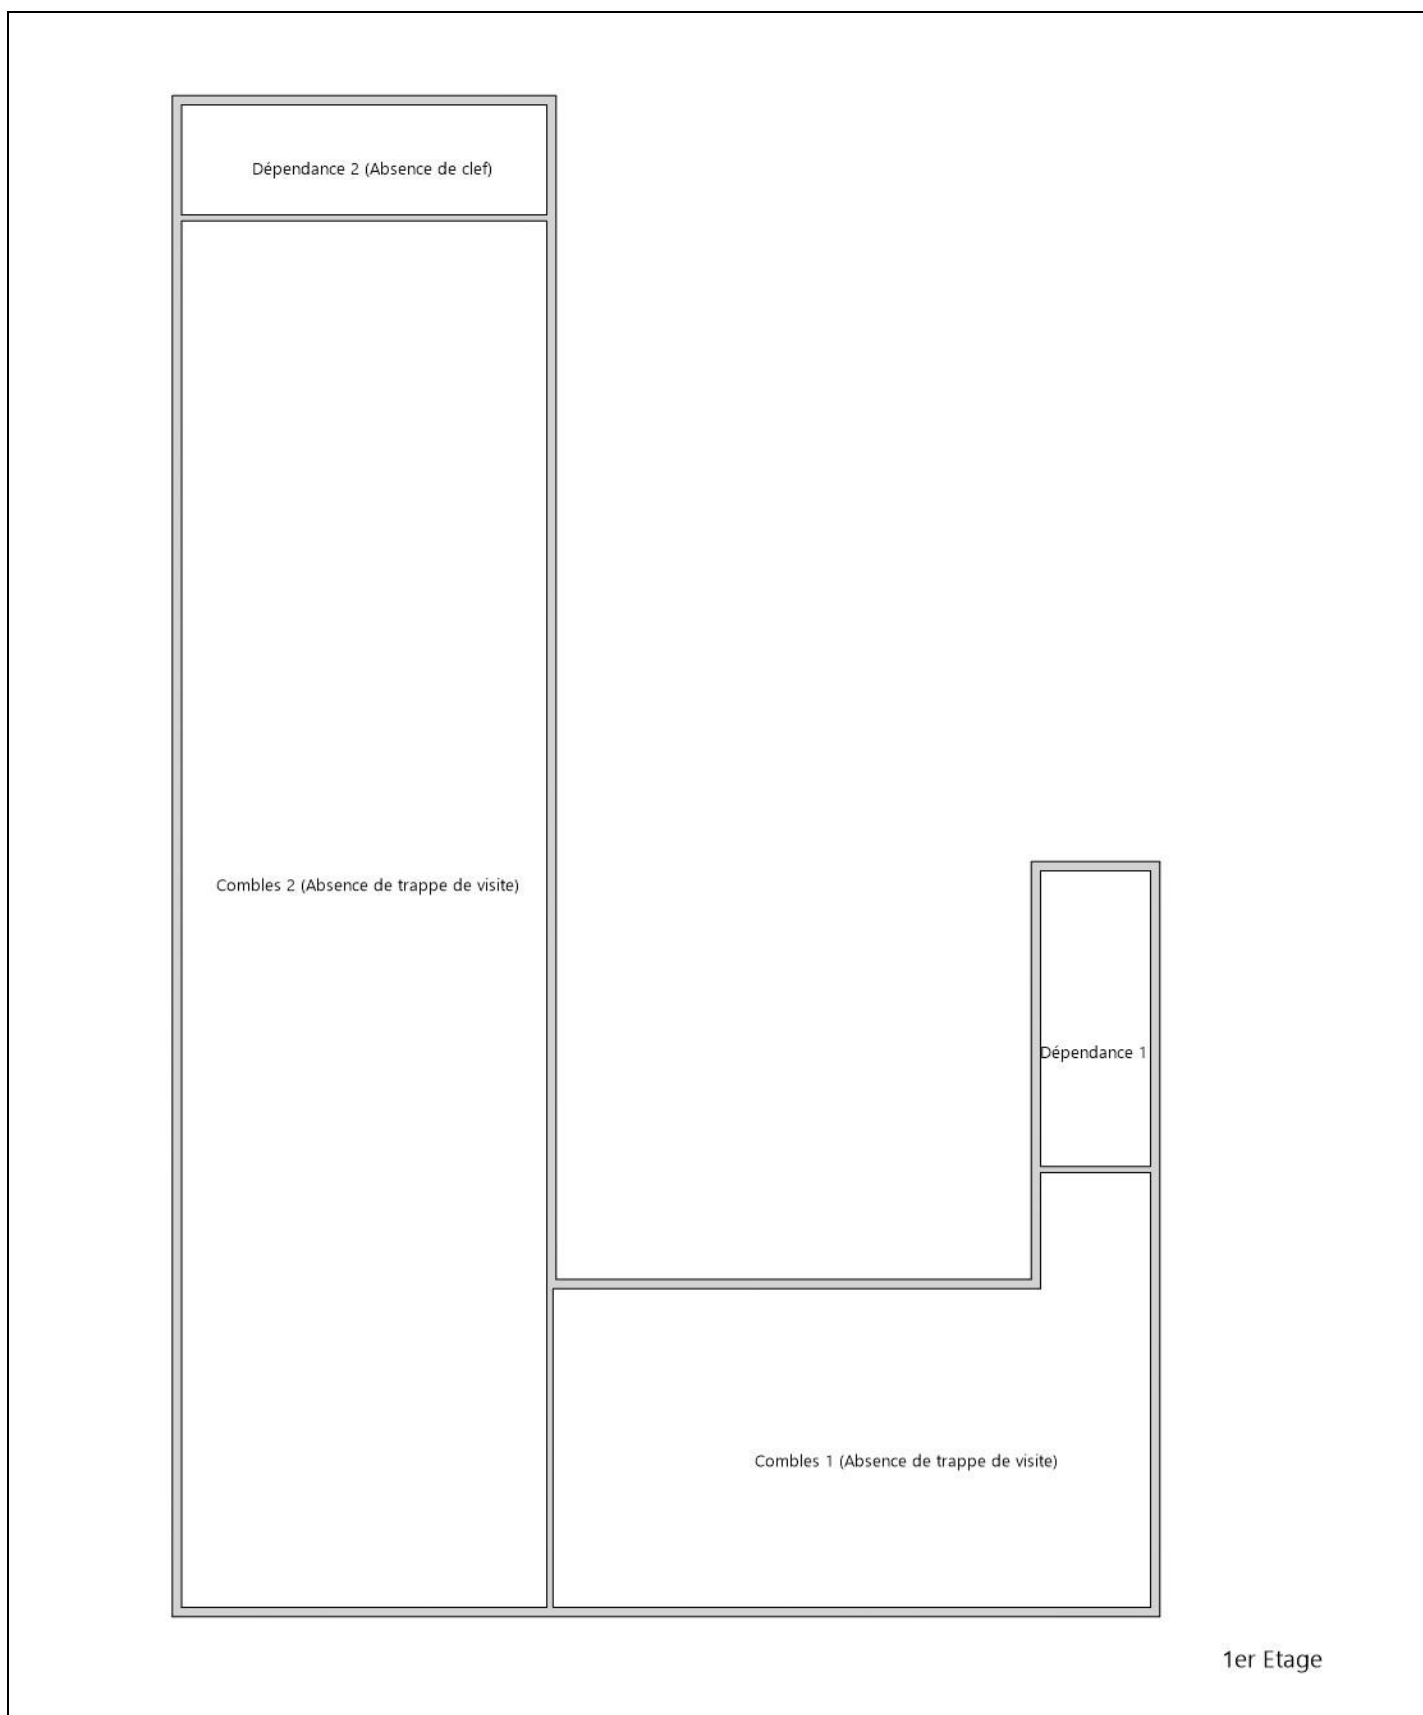 Dépendance 2 (Absence de clef)
Combles 2 (Absence de trappe de visite)
Dépendance 1
Combles 1 (Absence de trappe de visite)
1er Etage